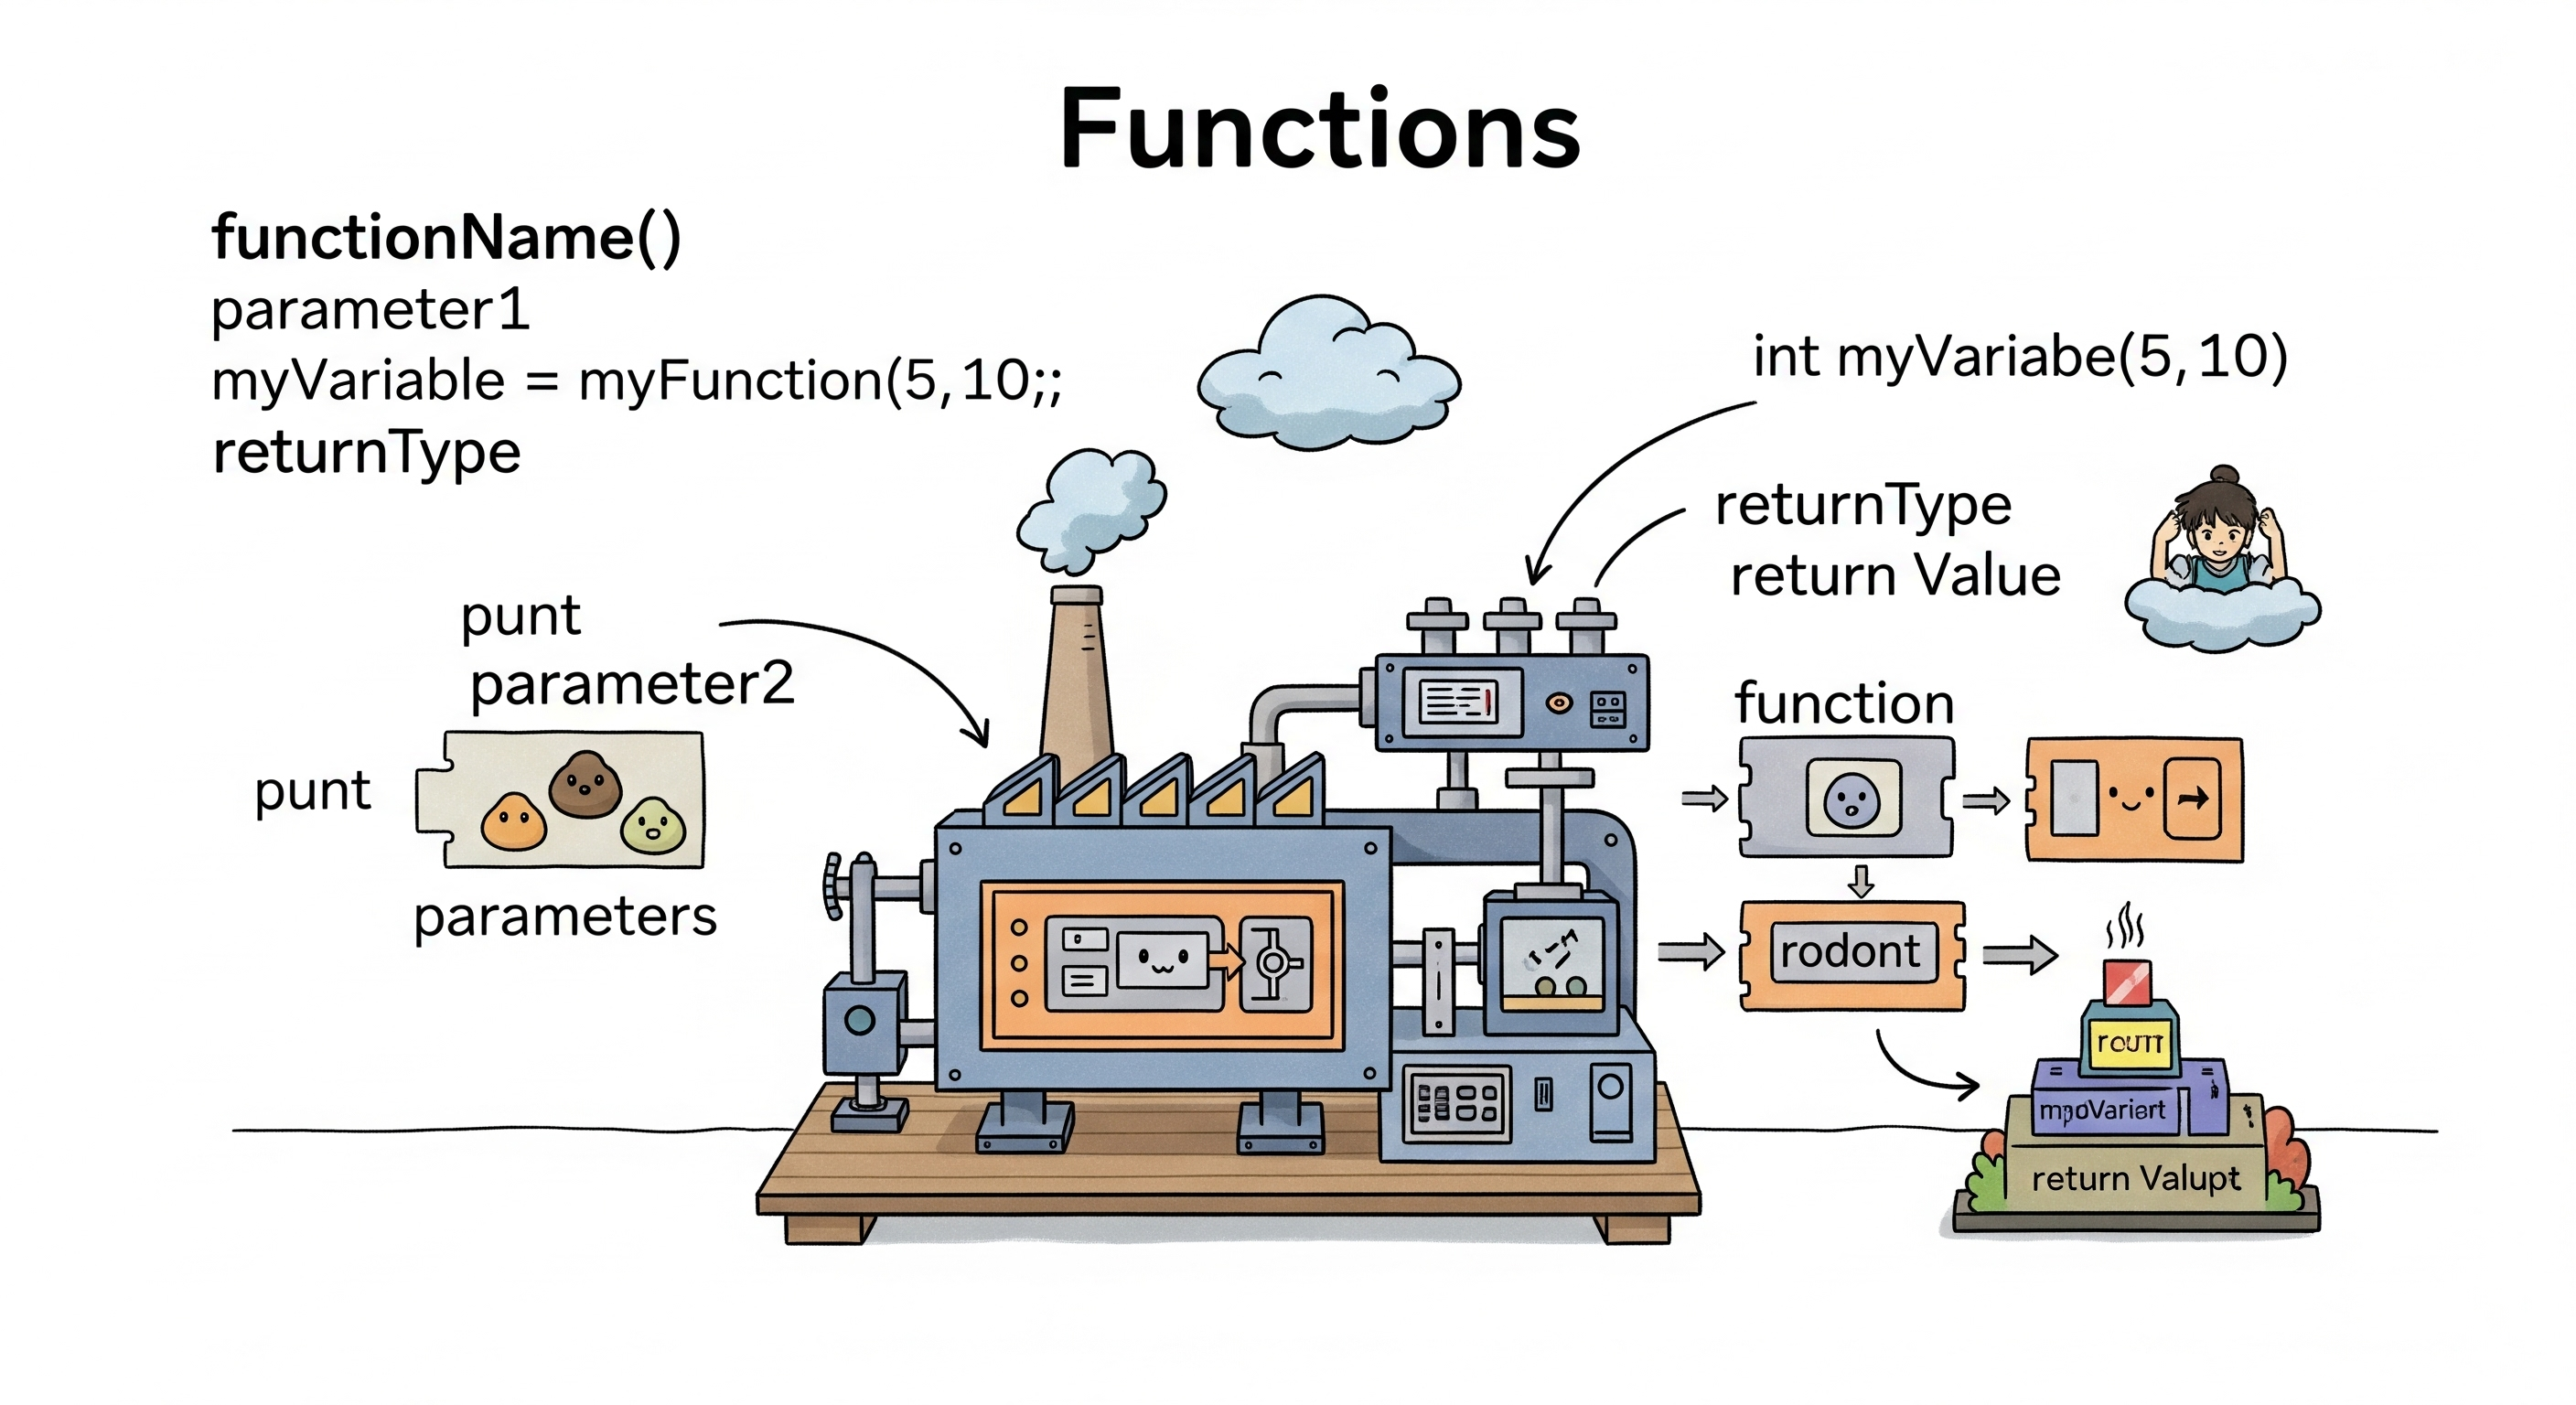 Functions
functionName()
parameter1
myVariable = myFunction(5,10;;
returnType
int myVariabe(5,10)
returnType
return Value
punt
parameter2
punt
parameters
function
rodont
mpoVariert
return Valupt